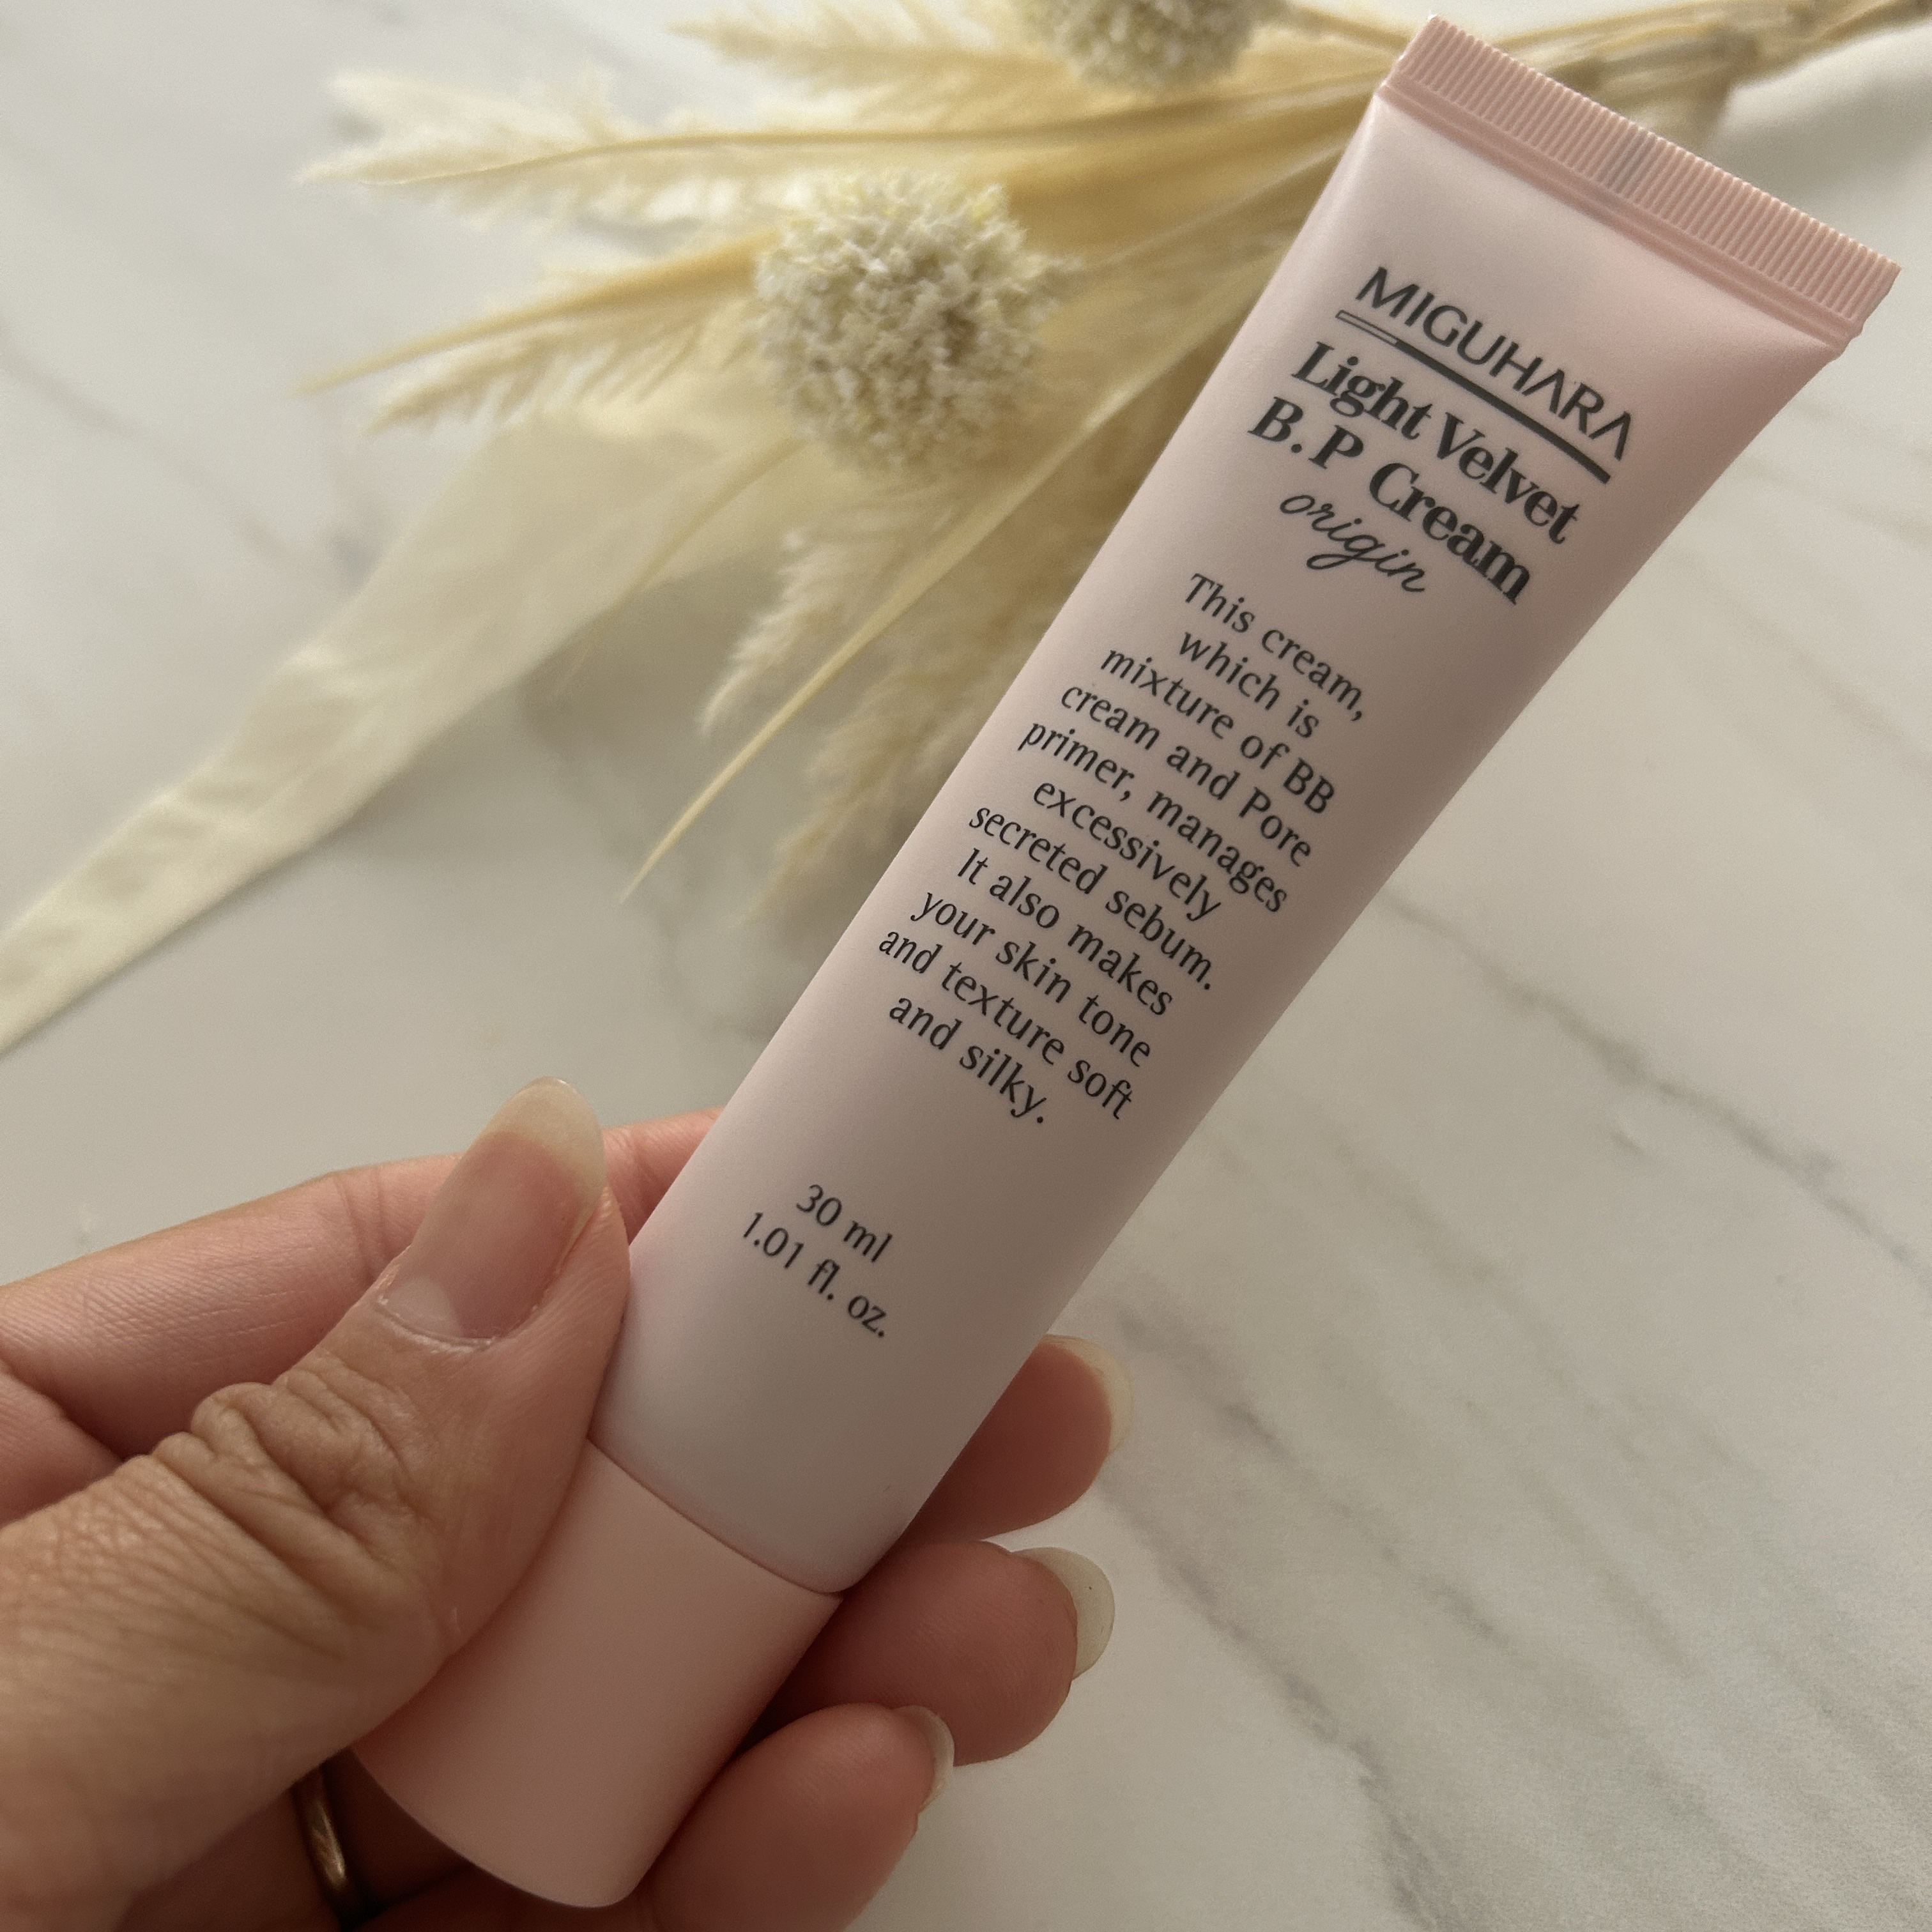 MIGUHARA
Light Velvet
B.P Cream
origin
This cream,
which is
mixture of BB
cream and Pore
primer, manages
excessively
secreted sebum.
It also makes
your skin tone
and texture soft
and silky.
30 ml
1.01 fl. oz.